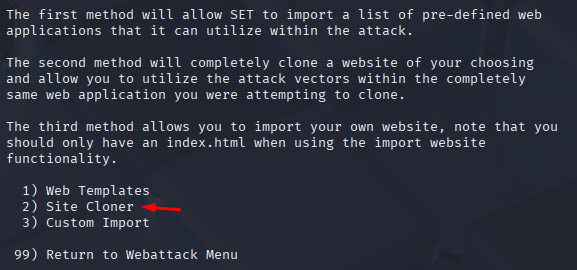 The first method will allow SET to import a list of pre-defined web
applications that it can utilize within the attack.
The second method will completely clone a website of your choosing
and allow you to utilize the attack vectors within the completely
same web application you were attempting to clone.
The third method allows you to import your own website, note that you
should only have an index.html when using the import website
functionality.
1) Web Templates
2) Site Cloner
3) Custom Import
99) Return to Webattack Menu